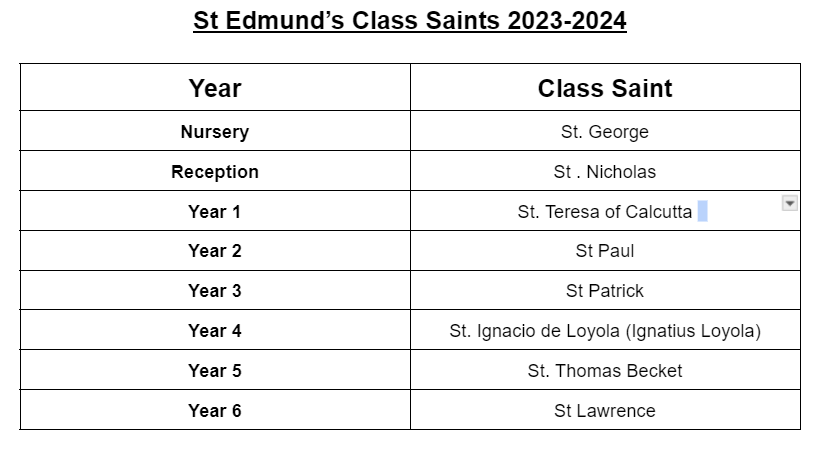 St Edmund’s Class Saints 2023-2024
Year Class Saint
Nursery St. George
Reception St . Nicholas
Year 1 St. Teresa of Calcutta
Year 2 St Paul
Year 3 St Patrick
Year 4 St. Ignacio de Loyola (Ignatius Loyola)
Year 5 St. Thomas Becket
Year 6 St Lawrence